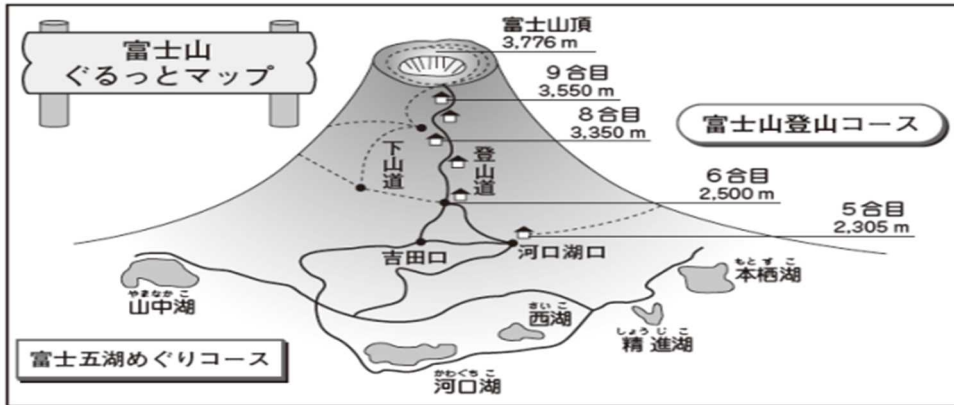 富士山
ぐるっとマップ
富士山頂
3,776 m
9合目
3,550 m
8合目
3,350 m
富士山登山コース
下山道
登山道
6合目
2,500 m
5合目
2,305 m
吉田口
河口湖口
もとすこ
本栖湖
やまなかこ
山中湖
さいこ
西湖
しょうじこ
精進湖
富士五湖めぐりコース
かわぐちこ
河口湖